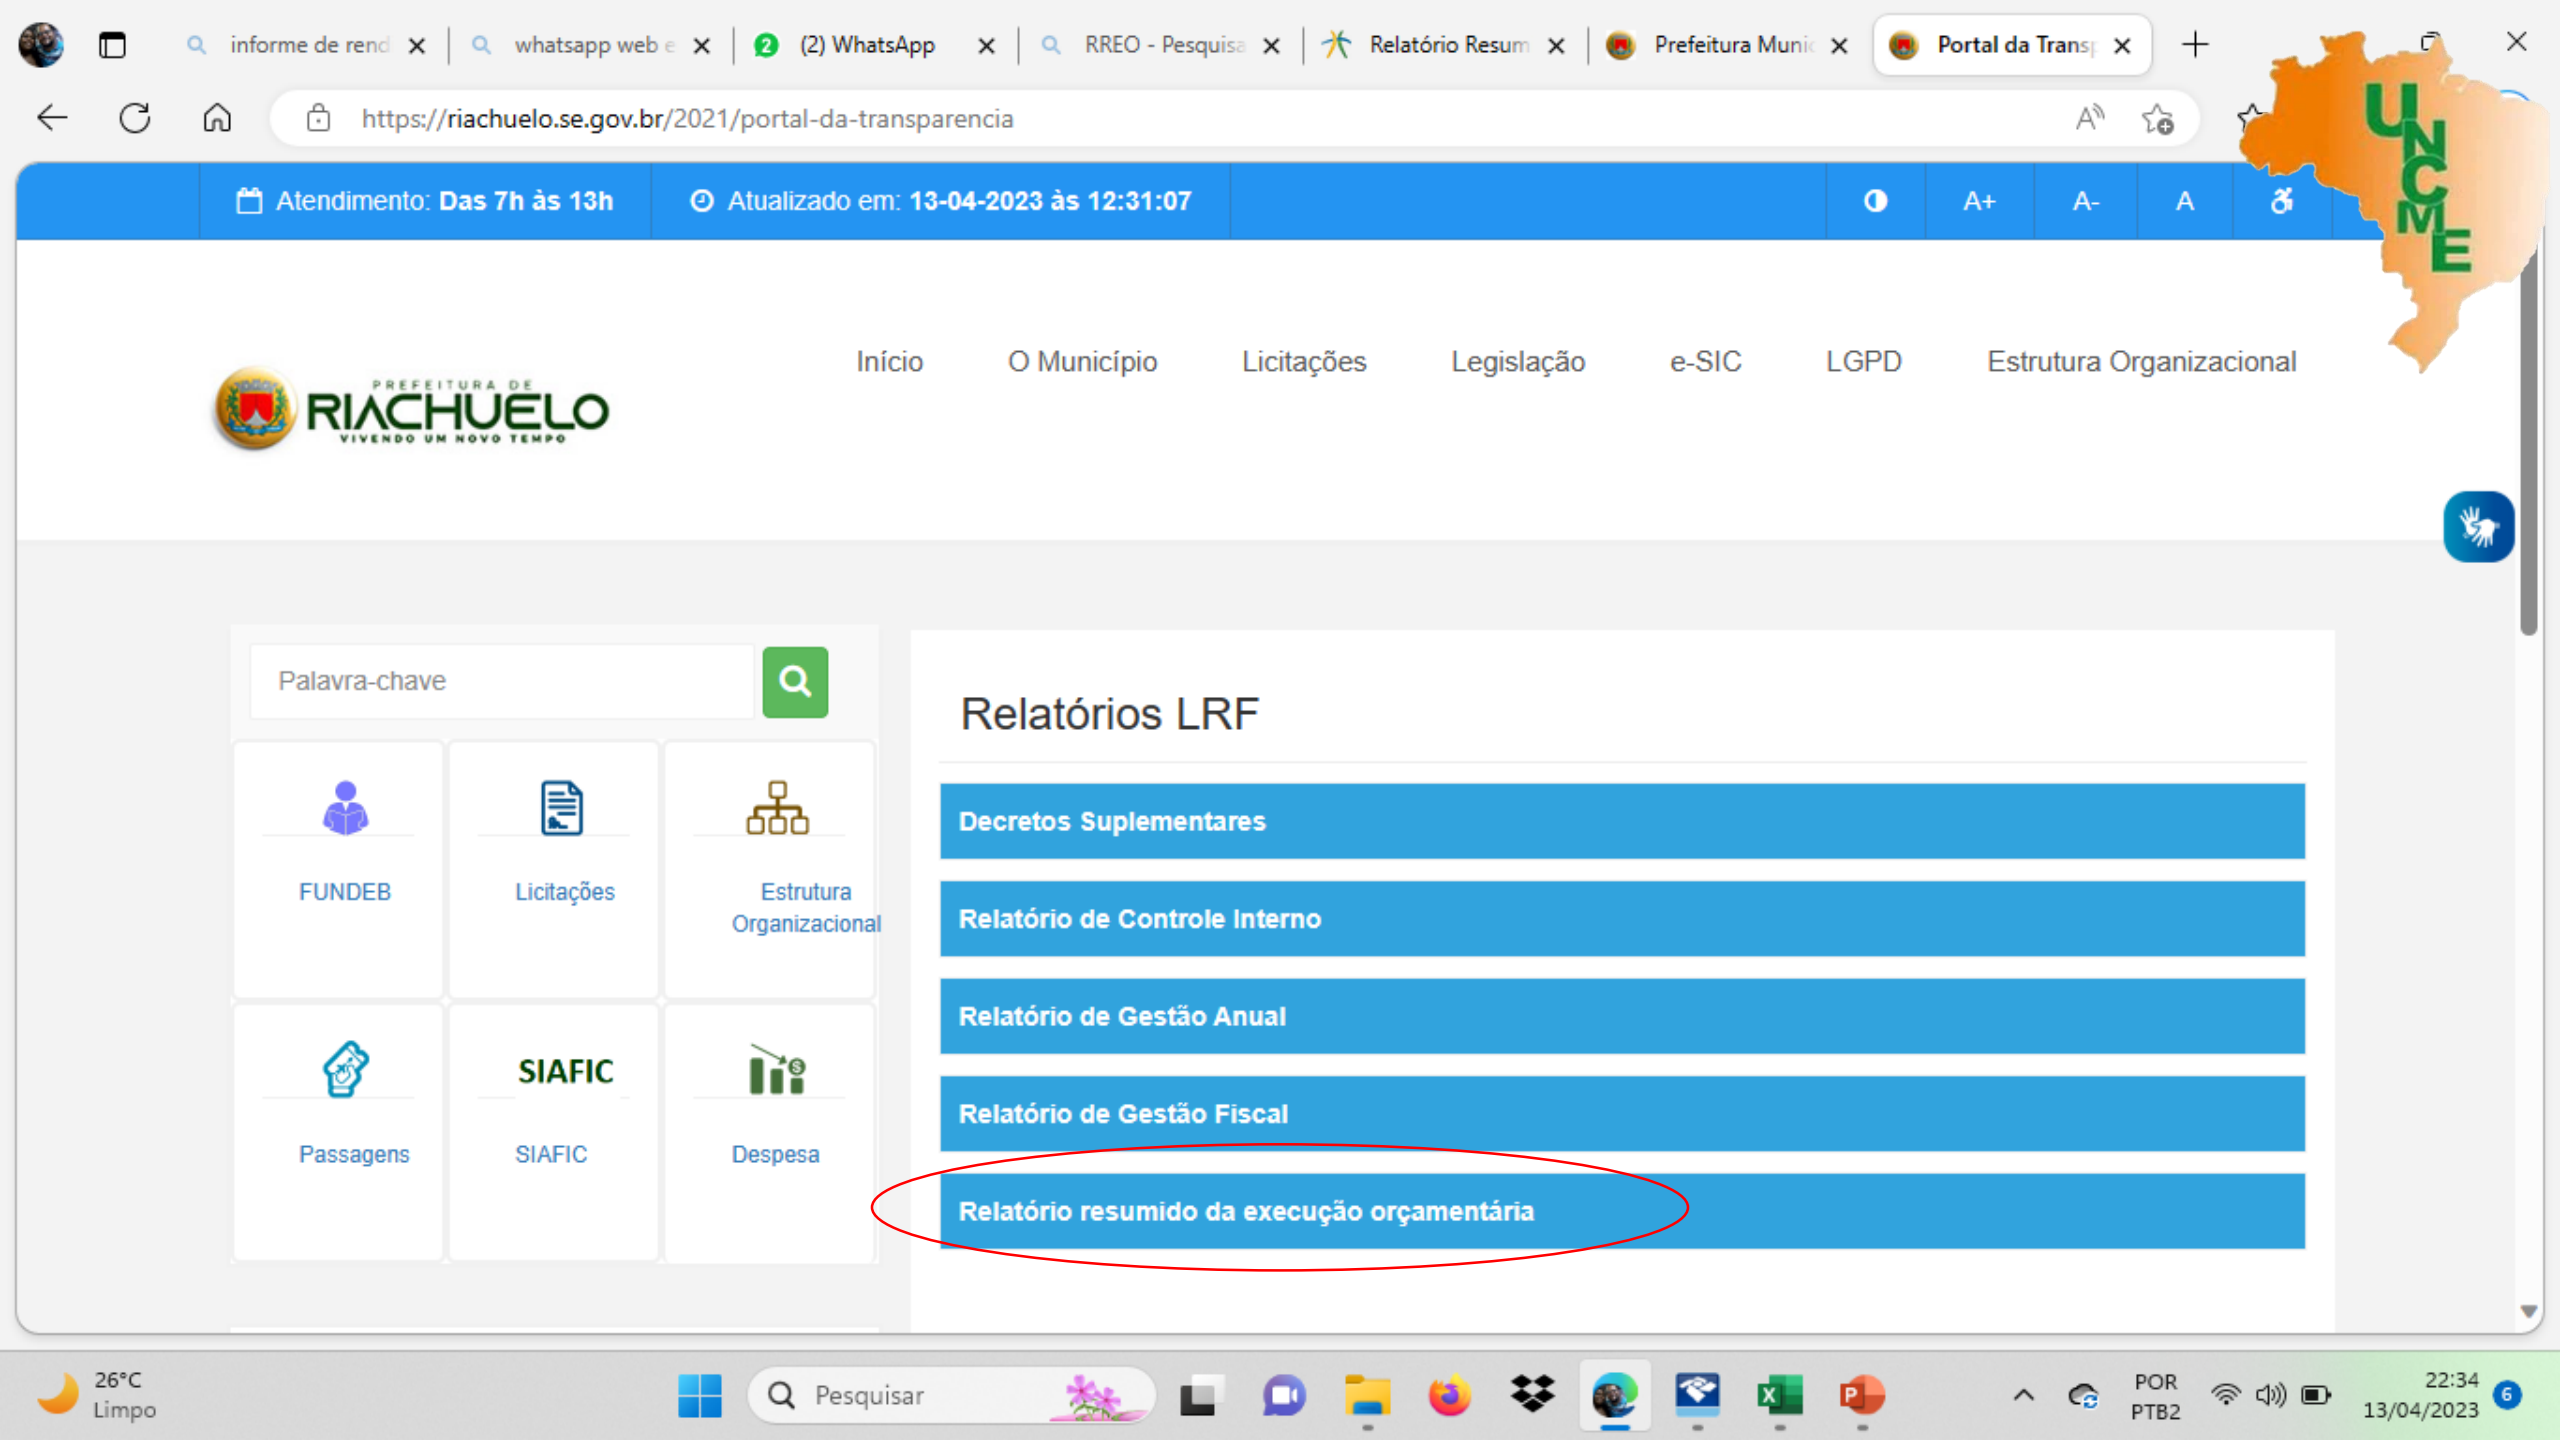 informe de rend
whatsapp web e
2
(2) WhatsApp
RREO - Pesquisa
Relatório Resum
Prefeitura Munic
Portal da Transp
https://riachuelo.se.gov.br/2021/portal-da-transparencia
UNCME
Atendimento: Das 7h às 13h
Atualizado em: 13-04-2023 às 12:31:07
A+
A-
A
PREFEITURA DE
RIACHUELO
VIVENDO UM NOVO TEMPO
Início
O Município
Licitações
Legislação
e-SIC
LGPD
Estrutura Organizacional
Palavra-chave
FUNDEB
Licitações
Estrutura
Organizacional
SIAFIC
Passagens
SIAFIC
Despesa
Relatórios LRF
Decretos Suplementares
Relatório de Controle Interno
Relatório de Gestão Anual
Relatório de Gestão Fiscal
Relatório resumido da execução orçamentária
26°C
Limpo
Pesquisar
POR
PTB2
22:34
13/04/2023
6